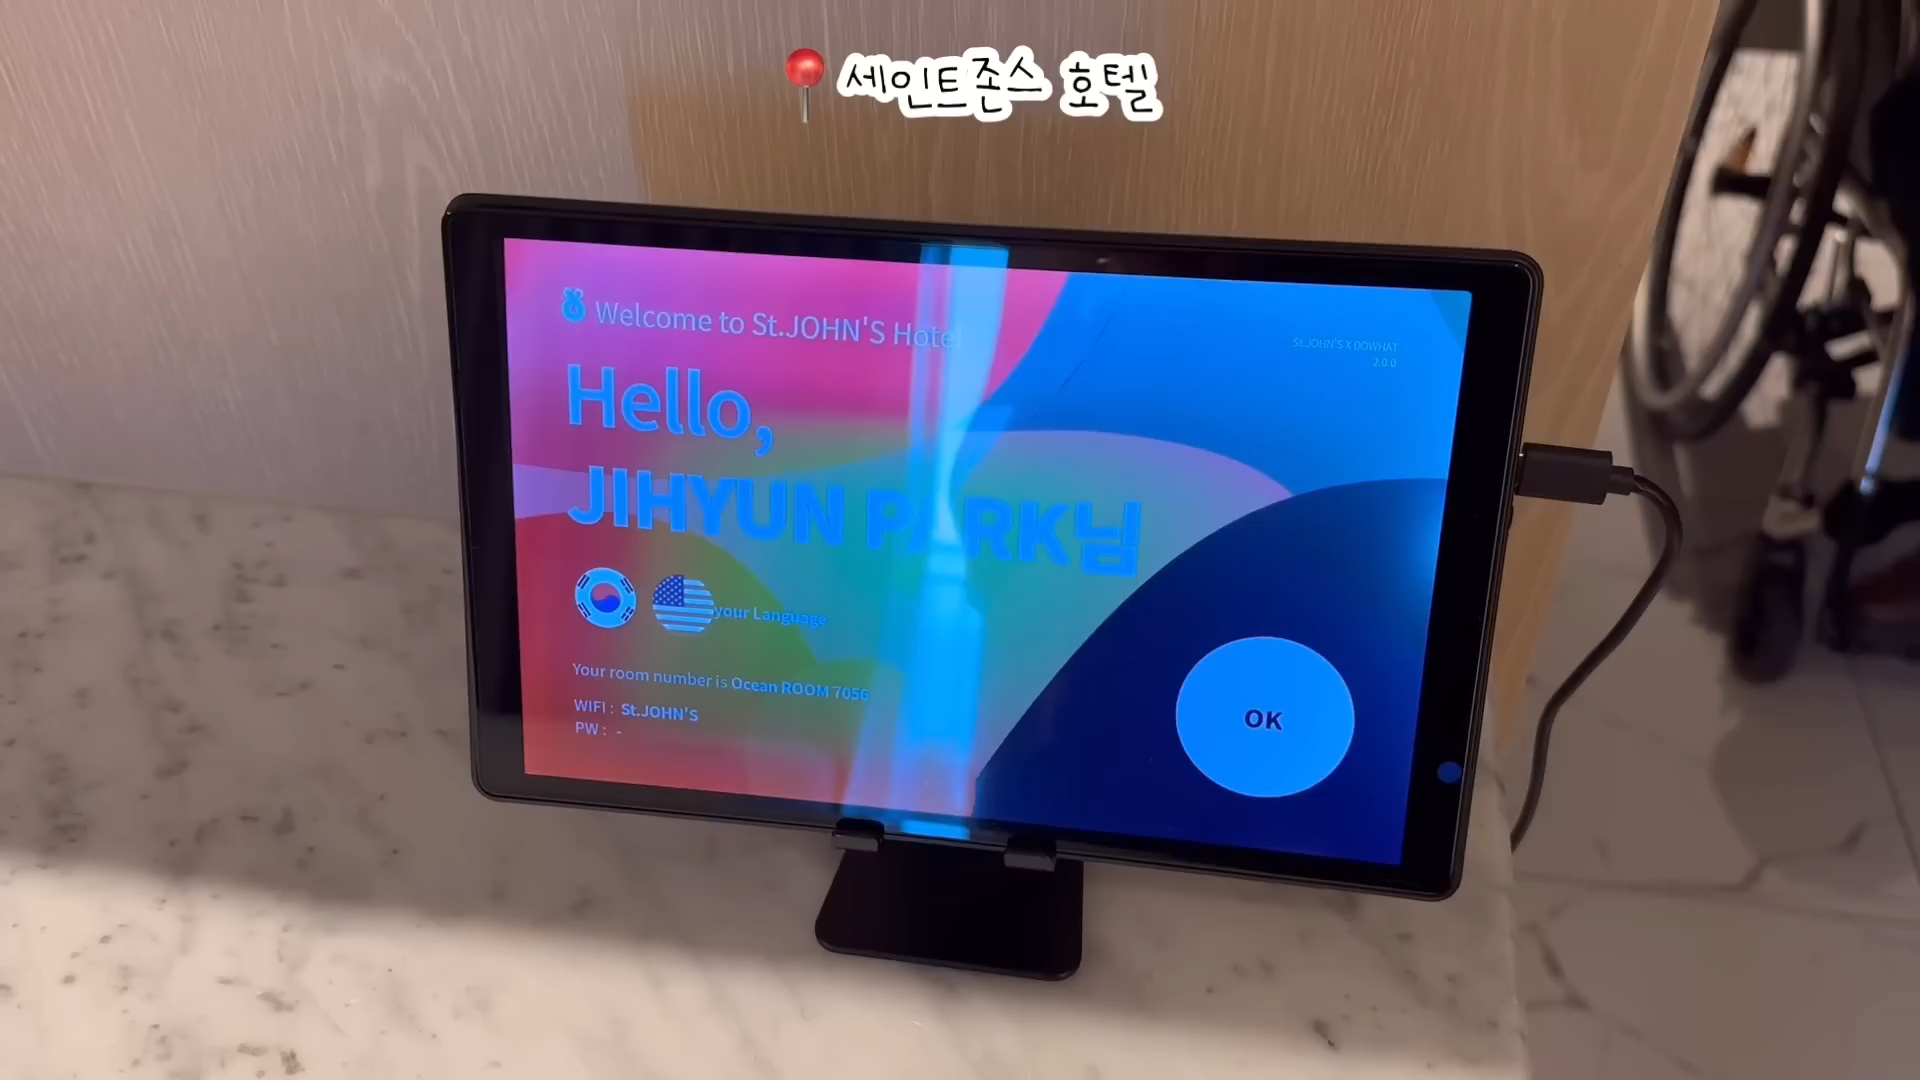 세인트존스 호텔
Welcome to St.JOHN'S Hotel
St.JOHN'S X DOWHAT
2.0.0
Hello,
JIHYUN PARK님
your Language
Your room number is Ocean ROOM 7056
WIFI : St.JOHN'S
PW : -
OK